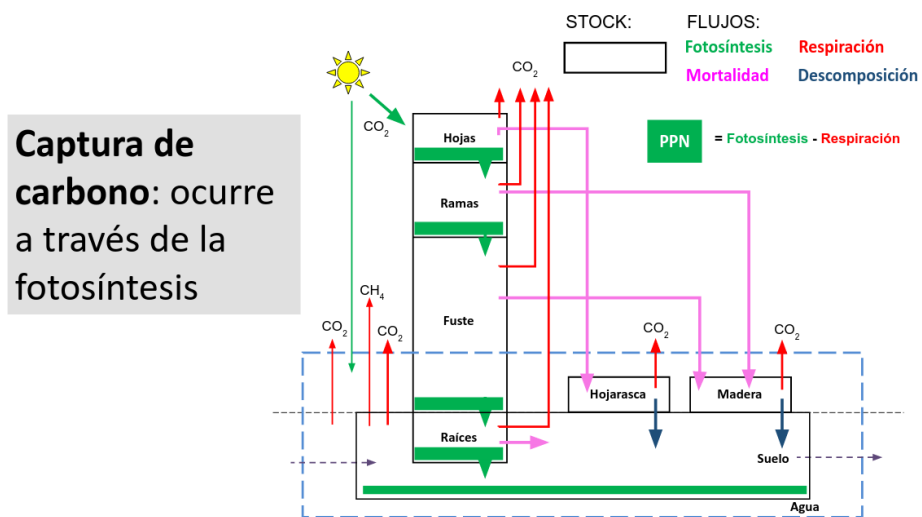 STOCK:
FLUJOS:
Fotosíntesis
Respiración
Mortalidad
Descomposición
PPN
= Fotosíntesis - Respiración
Captura de
carbono: ocurre
a través de la
fotosíntesis
CO2
CO2
Hojas
Ramas
Fuste
CH4
CO2
CO2
CO2
CO2
Hojarasca
Madera
Raíces
Suelo
Agua